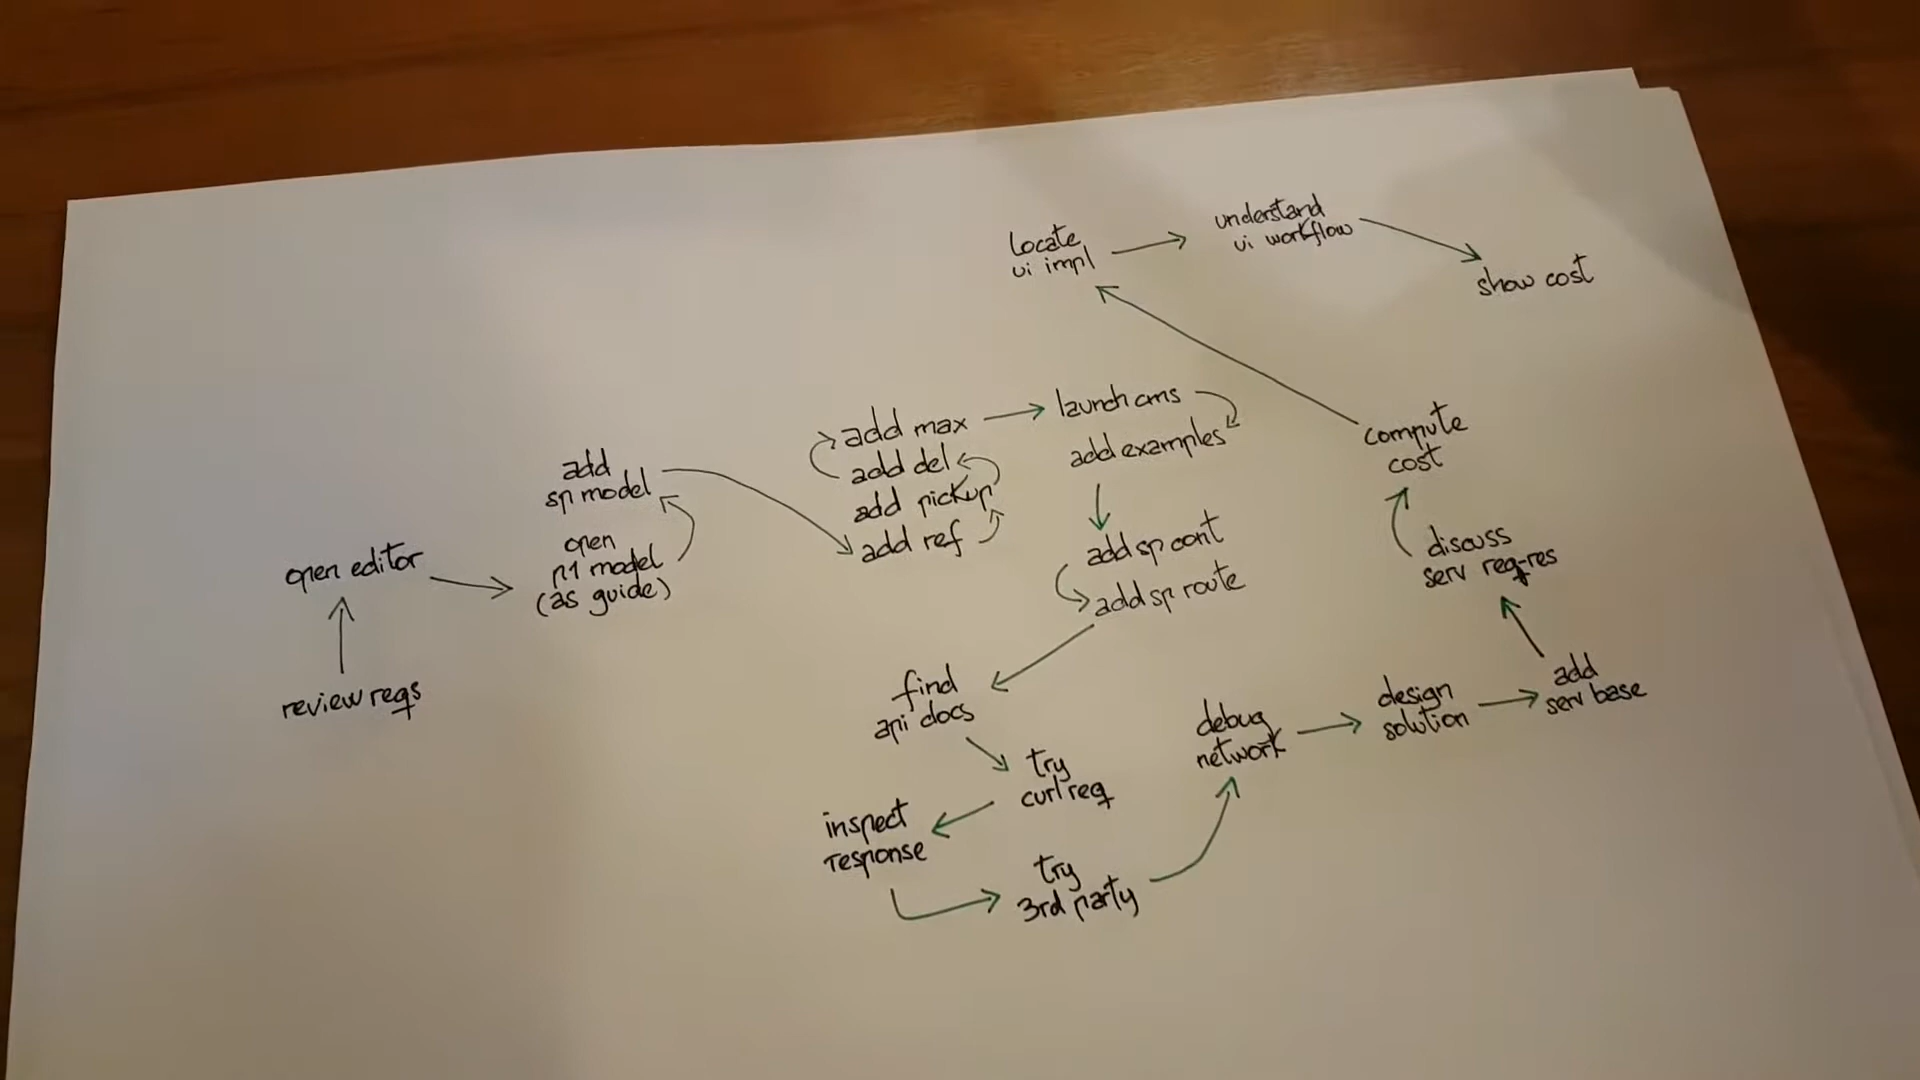 review reqs
open editor
open
p1 model
(as guide)
add
sp model
add ref
add pickup
add del
add max
launch cms
add examples
add sp cont
add sp route
find
api docs
try
curl req
inspect
response
try
3rd party
debug
network
design
solution
add
serv base
discuss
serv req-res
compute
cost
locate
ui impl
understand
ui workflow
show cost